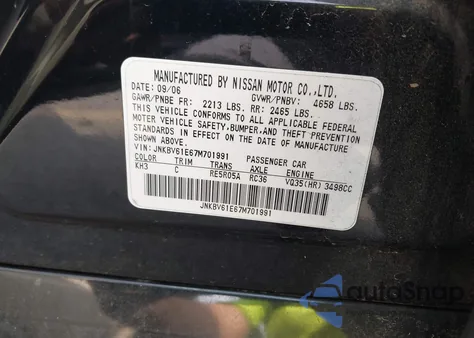 MANUFACTURED BY NISSAN MOTOR CO.,LTD.
DATE: 09/06 GVWR/PNBV: 4658 LBS.
GAWR/PNBE FR: 2213 LBS. RR: 2465 LBS.
THIS VEHICLE CONFORMS TO ALL APPLICABLE FEDERAL
MOTOR VEHICLE SAFETY,BUMPER,AND THEFT PREVENTION
STANDARDS IN EFFECT ON THE DATE OF MANUFACTURE
SHOWN ABOVE.
VIN: JNKBV61E67M701991 PASSENGER CAR
COLOR TRIM TRANS AXLE ENGINE
KH3 C RE5R05A RC36 VQ35(HR) 3498CC
JNKBV61E67M701991
autoSnap